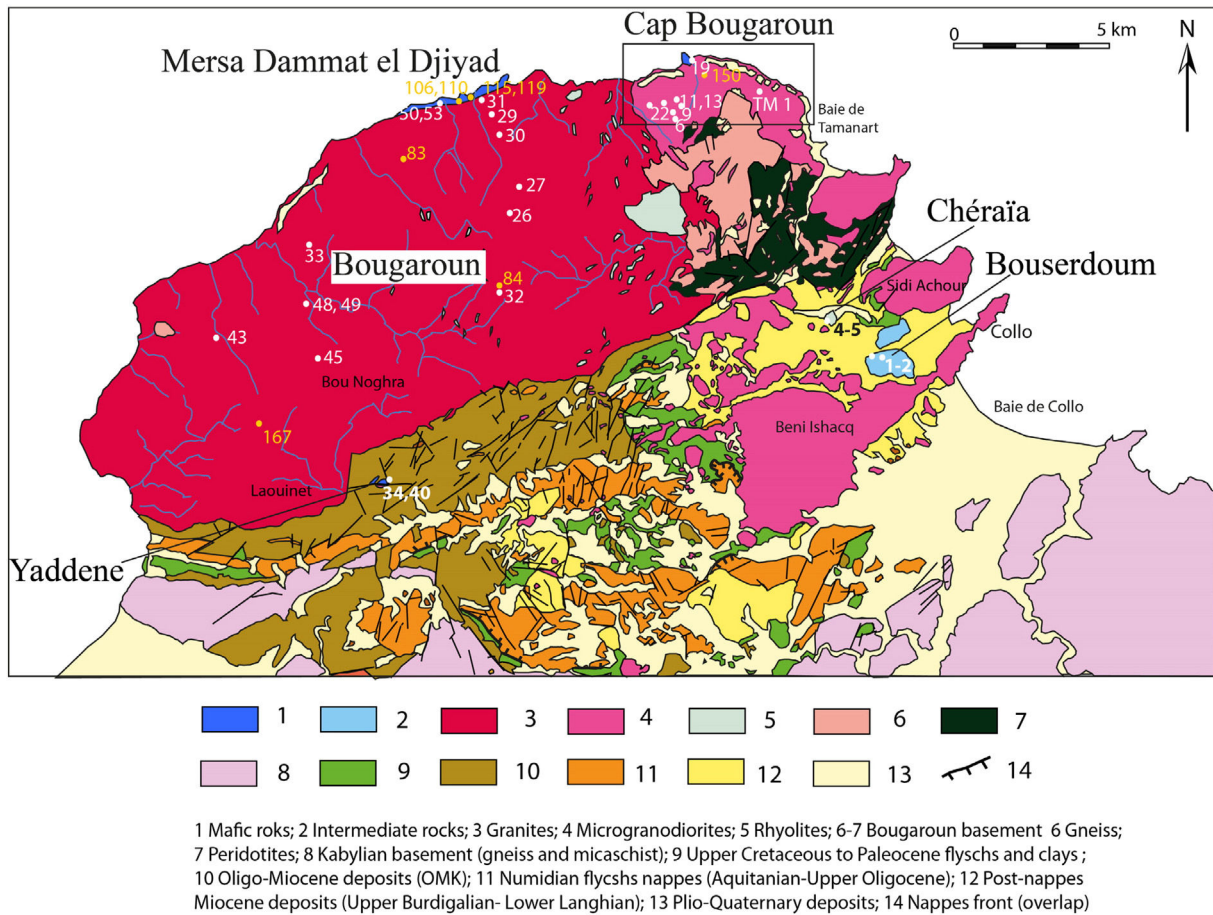 Cap Bougaroun
0 5 km
N
Mersa Dammat el Djiyad
19
150
106,110
115,119
TM 1
31
11,13
50,53
22
9
29
6
Baie de
Tamanart
30
83
27
Chéraïa
26
33
Bougaroun
Bouserdoum
84
Sidi Achour
32
48, 49
4-5
Collo
43
45
1-2
Bou Noghra
Baie de Collo
Beni Ishacq
167
Laouinet
34,40
Yaddene
1 2 3 4 5 6 7
8 9 10 11 12 13 14
1 Mafic roks; 2 Intermediate rocks; 3 Granites; 4 Microgranodiorites; 5 Rhyolites; 6-7 Bougaroun basement 6 Gneiss;
7 Peridotites; 8 Kabylian basement (gneiss and micaschist); 9 Upper Cretaceous to Paleocene flyschs and clays ;
10 Oligo-Miocene deposits (OMK); 11 Numidian flycshs nappes (Aquitanian-Upper Oligocene); 12 Post-nappes
Miocene deposits (Upper Burdigalian- Lower Langhian); 13 Plio-Quaternary deposits; 14 Nappes front (overlap)